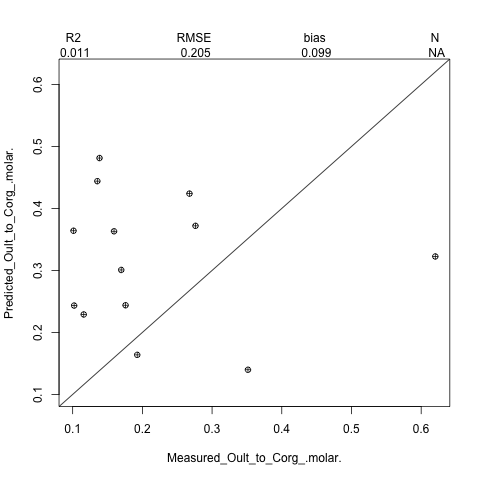 R2 RMSE bias N
0.011 0.205 0.099 NA
Predicted_Oult_to_Corg_.molar.
0.6
0.5
0.4
0.3
0.2
0.1
0.1 0.2 0.3 0.4 0.5 0.6
Measured_Oult_to_Corg_.molar.